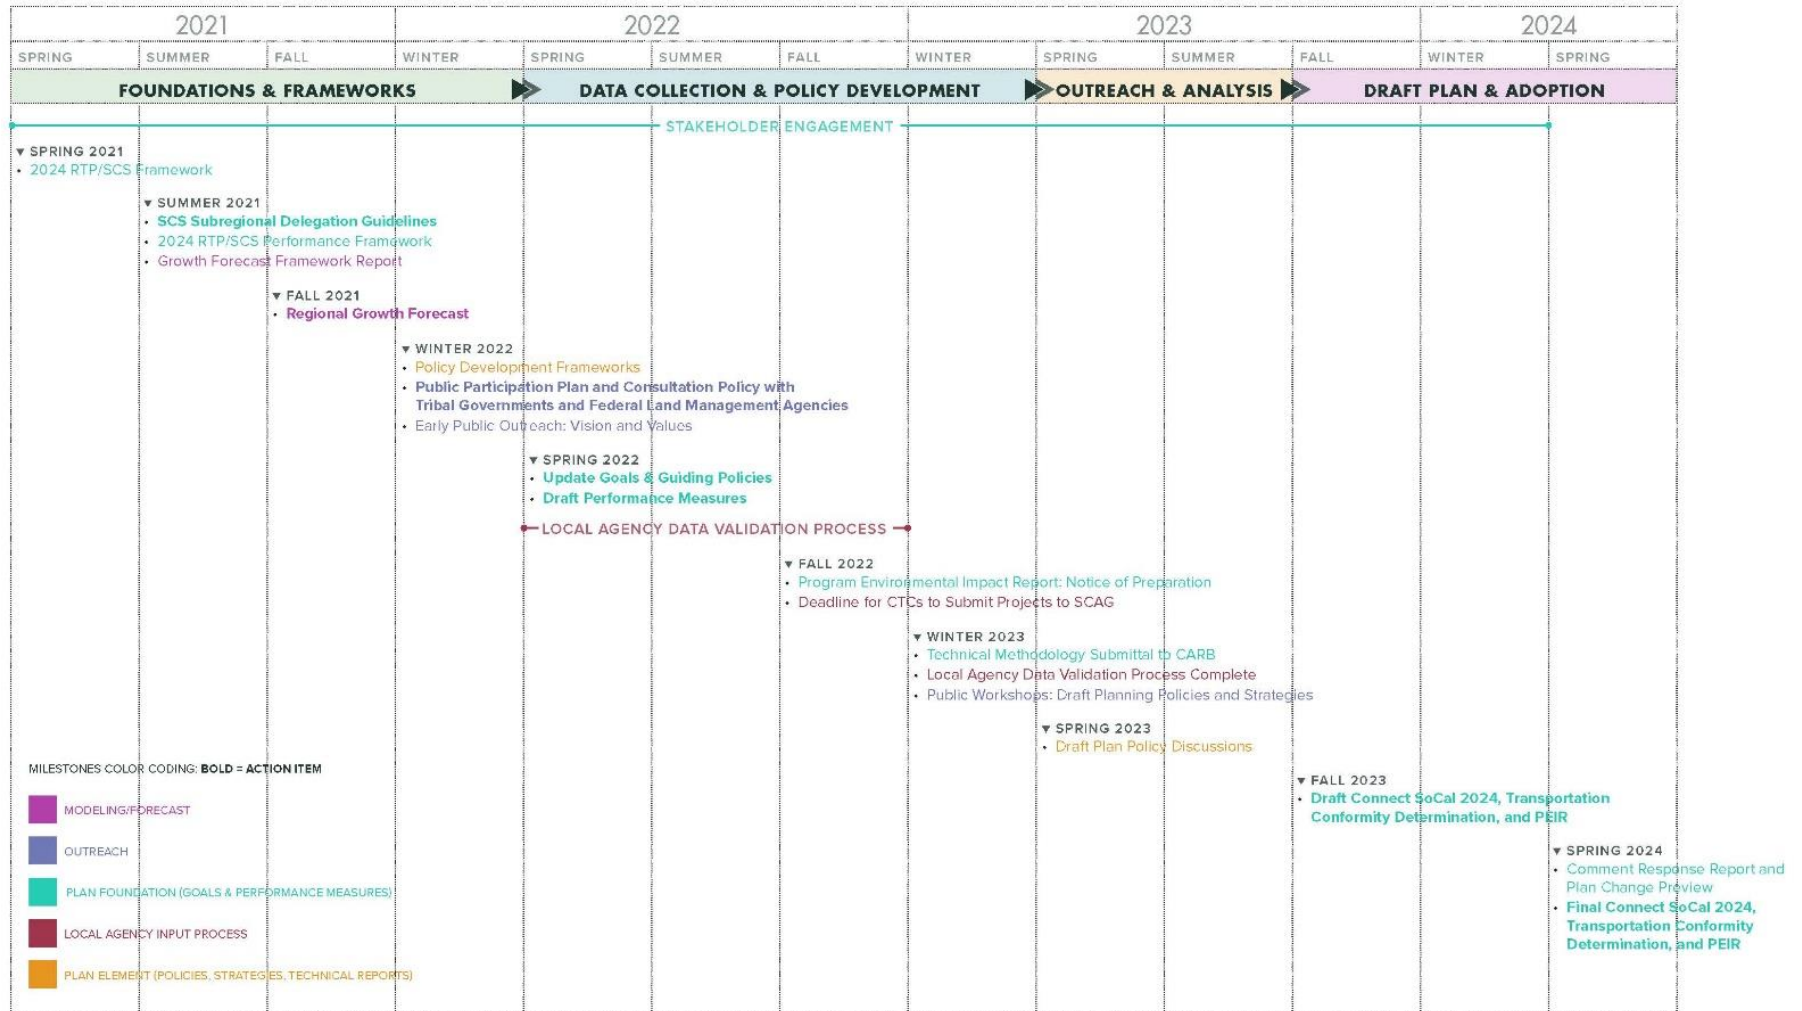 2021 2022 2023 2024
SPRING SUMMER FALL WINTER SPRING SUMMER FALL WINTER SPRING SUMMER FALL WINTER SPRING
FOUNDATIONS & FRAMEWORKS DATA COLLECTION & POLICY DEVELOPMENT OUTREACH & ANALYSIS DRAFT PLAN & ADOPTION
STAKEHOLDER ENGAGEMENT
▼ SPRING 2021
• 2024 RTP/SCS Framework
▼ SUMMER 2021
• SCS Subregional Delegation Guidelines
• 2024 RTP/SCS Performance Framework
• Growth Forecast Framework Report
▼ FALL 2021
• Regional Growth Forecast
▼ WINTER 2022
• Policy Development Frameworks
• Public Participation Plan and Consultation Policy with
Tribal Governments and Federal Land Management Agencies
• Early Public Outreach: Vision and Values
▼ SPRING 2022
• Update Goals & Guiding Policies
• Draft Performance Measures
LOCAL AGENCY DATA VALIDATION PROCESS
▼ FALL 2022
• Program Environmental Impact Report: Notice of Preparation
• Deadline for CTCs to Submit Projects to SCAG
▼ WINTER 2023
• Technical Methodology Submittal to CARB
• Local Agency Data Validation Process Complete
• Public Workshops: Draft Planning Policies and Strategies
▼ SPRING 2023
• Draft Plan Policy Discussions
▼ FALL 2023
• Draft Connect SoCal 2024, Transportation
Conformity Determination, and PEIR
▼ SPRING 2024
• Comment Response Report and
Plan Change Preview
• Final Connect SoCal 2024,
Transportation Conformity
Determination, and PEIR
MILESTONES COLOR CODING: BOLD = ACTION ITEM
MODELING/FORECAST
OUTREACH
PLAN FOUNDATION (GOALS & PERFORMANCE MEASURES)
LOCAL AGENCY INPUT PROCESS
PLAN ELEMENT (POLICIES, STRATEGIES, TECHNICAL REPORTS)